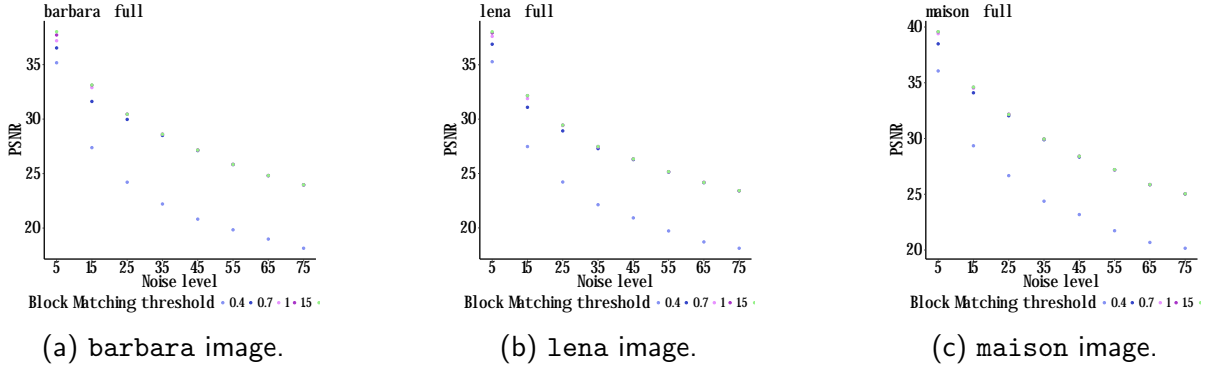 barbara full
PSNR
35
30
25
20
5 15 25 35 45 55 65 75
Noise level
Block Matching threshold 0.4 0.7 1 15
(a) barbara image.
lena full
PSNR
35
30
25
20
5 15 25 35 45 55 65 75
Noise level
Block Matching threshold 0.4 0.7 1 15
(b) lena image.
maison full
PSNR
40
35
30
25
20
5 15 25 35 45 55 65 75
Noise level
Block Matching threshold 0.4 0.7 1 15
(c) maison image.